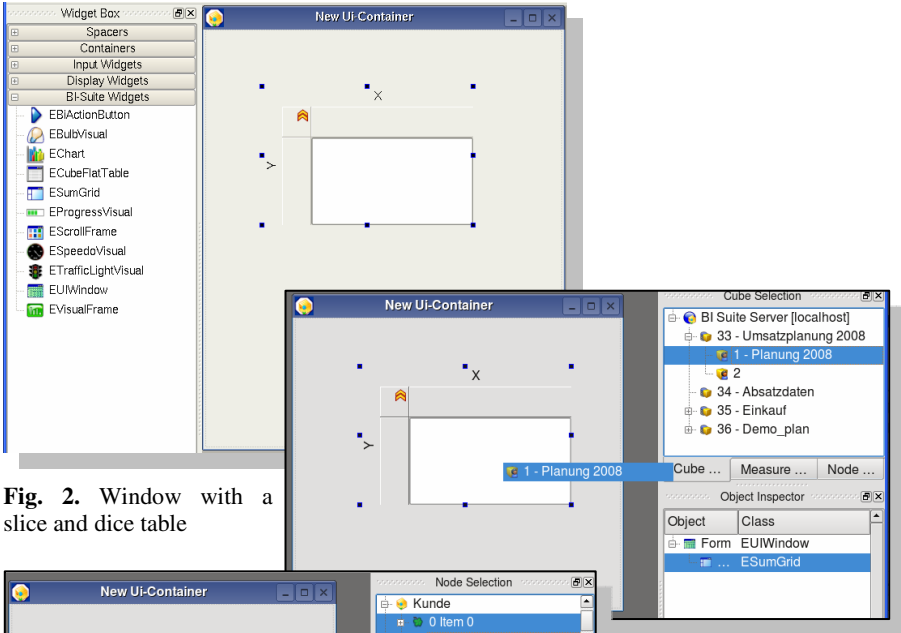 Widget Box
Spacers
Containers
Input Widgets
Display Widgets
BI-Suite Widgets
EBIActionButton
EBulbVisual
EChart
ECubeFlatTable
ESumGrid
EProgressVisual
EScrollFrame
ESpeedoVisual
ETrafficLightVisual
EUIWindow
EVisualFrame
New Ui-Container
X
Y
New Ui-Container
X
Y
1 - Planung 2008
Cube Selection
BI Suite Server [localhost]
33 - Umsatzplanung 2008
1 - Planung 2008
2
34 - Absatzdaten
35 - Einkauf
36 - Demo_plan
Cube ... Measure ... Node ...
Object Inspector
Object Class
Form EUIWindow
... ESumGrid
Fig. 2. Window with a
slice and dice table
New Ui-Container
Node Selection
Kunde
0 Item 0